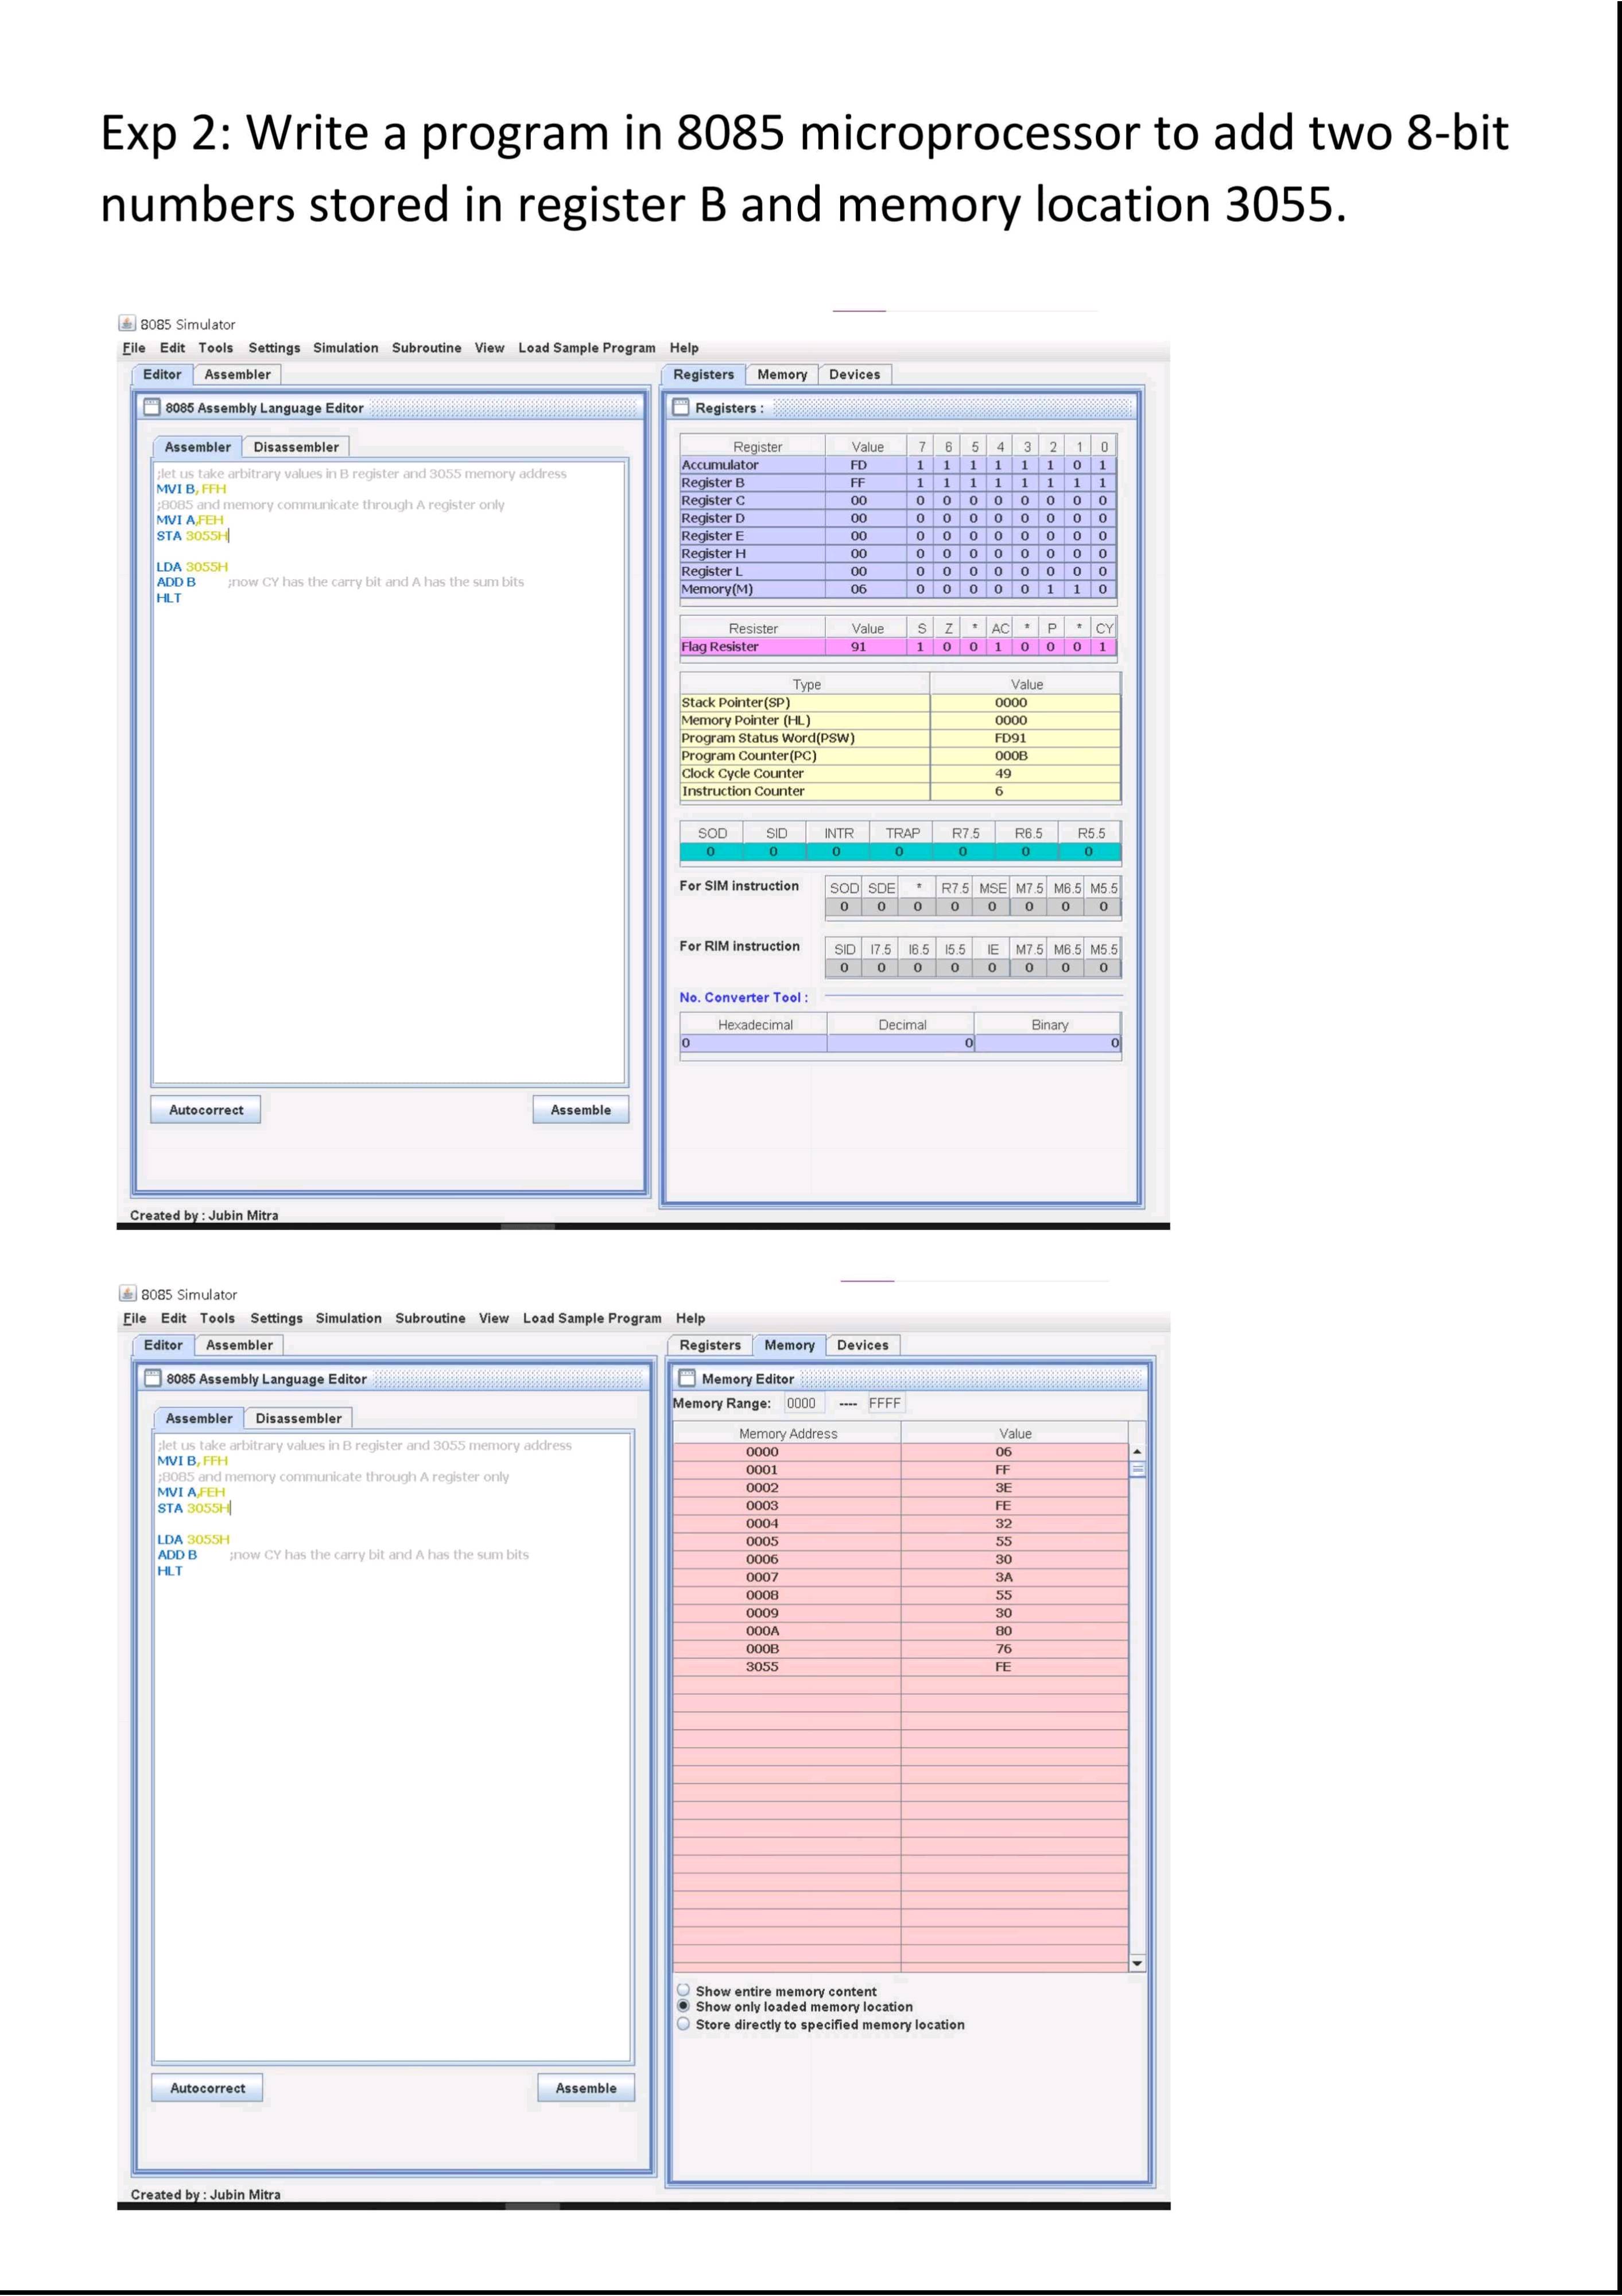 Exp 2: Write a program in 8085 microprocessor to add two 8-bit
numbers stored in register B and memory location 3055.
8085 Simulator
File Edit Tools Settings Simulation Subroutine View Load Sample Program Help
Editor Assembler
8085 Assembly Language Editor
Assembler Disassembler
;let us take arbitrary values in B register and 3055 memory address
MVI B, FFH
;8085 and memory communicate through A register only
MVI A,FEH
STA 3055H
LDA 3055H
ADD B ;now CY has the carry bit and A has the sum bits
HLT
Autocorrect Assemble
Registers Memory Devices
Registers :
Register Value 7 6 5 4 3 2 1 0
Accumulator FD 1 1 1 1 1 1 0 1
Register B FF 1 1 1 1 1 1 1 1
Register C 00 0 0 0 0 0 0 0 0
Register D 00 0 0 0 0 0 0 0 0
Register E 00 0 0 0 0 0 0 0 0
Register H 00 0 0 0 0 0 0 0 0
Register L 00 0 0 0 0 0 0 0 0
Memory(M) 06 0 0 0 0 0 1 1 0
Resister Value S Z * AC * P * CY
Flag Resister 91 1 0 0 1 0 0 0 1
Type Value
Stack Pointer(SP) 0000
Memory Pointer (HL) 0000
Program Status Word(PSW) FD91
Program Counter(PC) 000B
Clock Cycle Counter 49
Instruction Counter 6
SOD SID INTR TRAP R7.5 R6.5 R5.5
0 0 0 0 0 0 0
For SIM instruction SOD SDE * R7.5 MSE M7.5 M6.5 M5.5
0 0 0 0 0 0 0 0
For RIM instruction SID I7.5 I6.5 I5.5 IE M7.5 M6.5 M5.5
0 0 0 0 0 0 0 0
No. Converter Tool :
Hexadecimal Decimal Binary
0 0 0
Created by : Jubin Mitra
8085 Simulator
File Edit Tools Settings Simulation Subroutine View Load Sample Program Help
Editor Assembler
8085 Assembly Language Editor
Assembler Disassembler
;let us take arbitrary values in B register and 3055 memory address
MVI B, FFH
;8085 and memory communicate through A register only
MVI A,FEH
STA 3055H
LDA 3055H
ADD B ;now CY has the carry bit and A has the sum bits
HLT
Autocorrect Assemble
Registers Memory Devices
Memory Editor
Memory Range: 0000 ---- FFFF
Memory Address Value
0000 06
0001 FF
0002 3E
0003 FE
0004 32
0005 55
0006 30
0007 3A
0008 55
0009 30
000A 80
000B 76
3055 FE
Show entire memory content
Show only loaded memory location
Store directly to specified memory location
Created by : Jubin Mitra